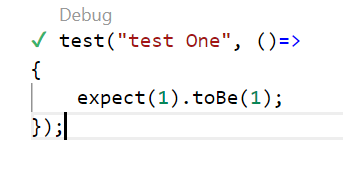 Debug
✓ test("test One", ()=>
{
    expect(1).toBe(1);
});